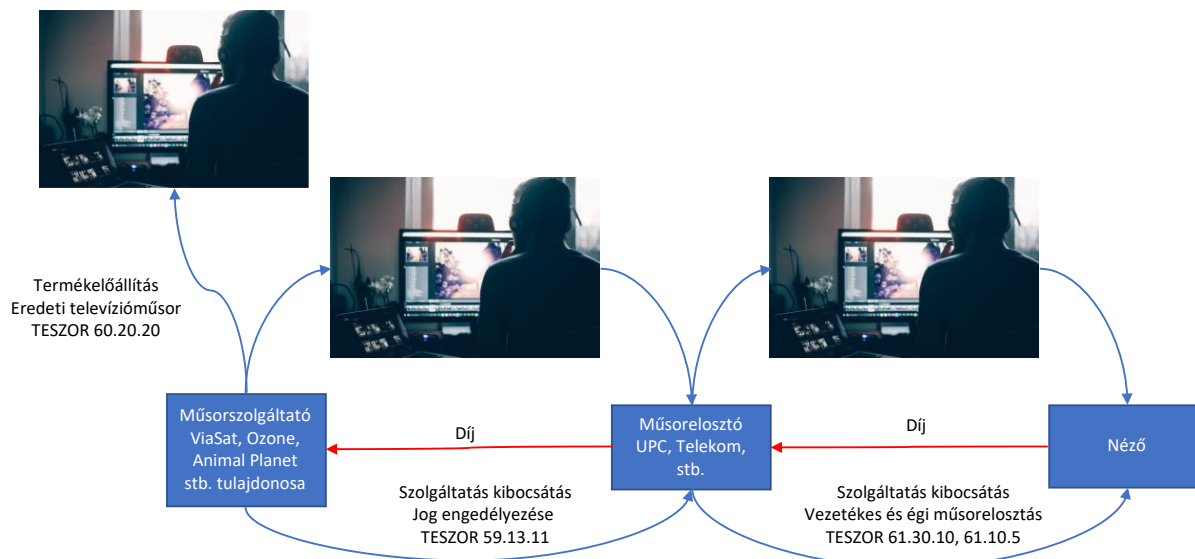 Termékelőállítás
Eredeti televízióműsor
TESZOR 60.20.20
Műsorszolgáltató
ViaSat, Ozone,
Animal Planet
stb. tulajdonosa
Díj
Műsorelosztó
UPC, Telekom,
stb.
Díj
Néző
Szolgáltatás kibocsátás
Jog engedélyezése
TESZOR 59.13.11
Szolgáltatás kibocsátás
Vezetékes és égi műsorelosztás
TESZOR 61.30.10, 61.10.5